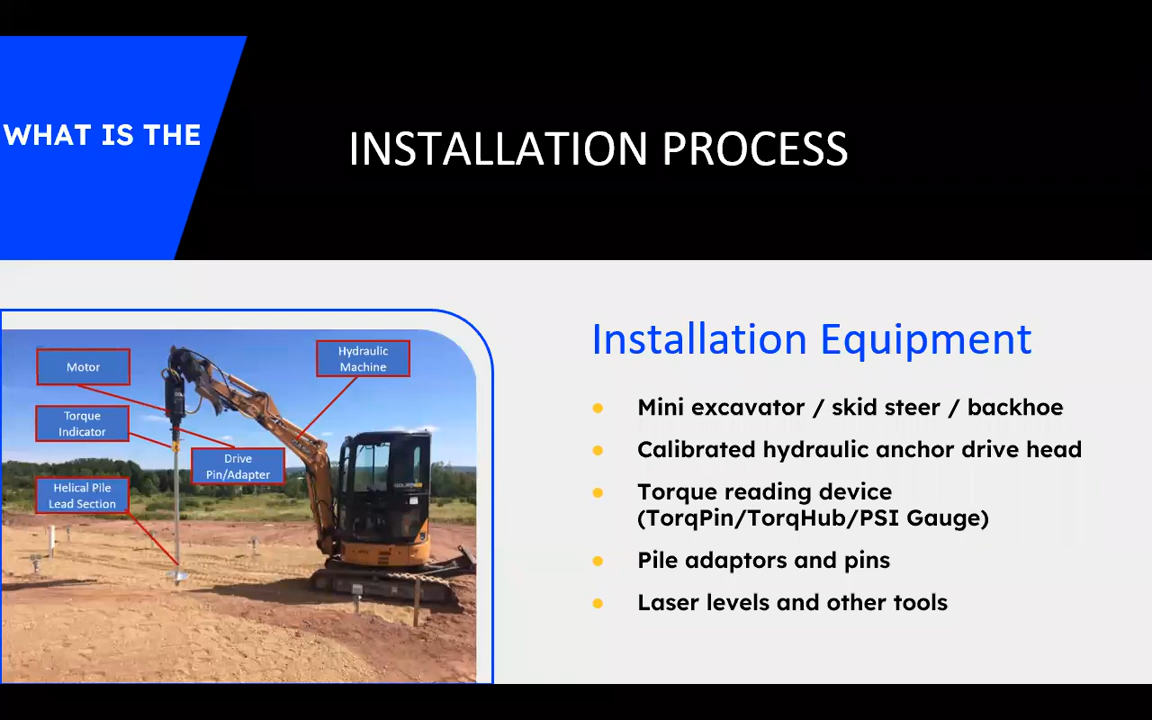 WHAT IS THE
INSTALLATION PROCESS
Motor
Torque
Indicator
Helical Pile
Lead Section
Drive
Pin/Adapter
Hydraulic
Machine
Installation Equipment
Mini excavator / skid steer / backhoe
Calibrated hydraulic anchor drive head
Torque reading device
(TorqPin/TorqHub/PSI Gauge)
Pile adaptors and pins
Laser levels and other tools